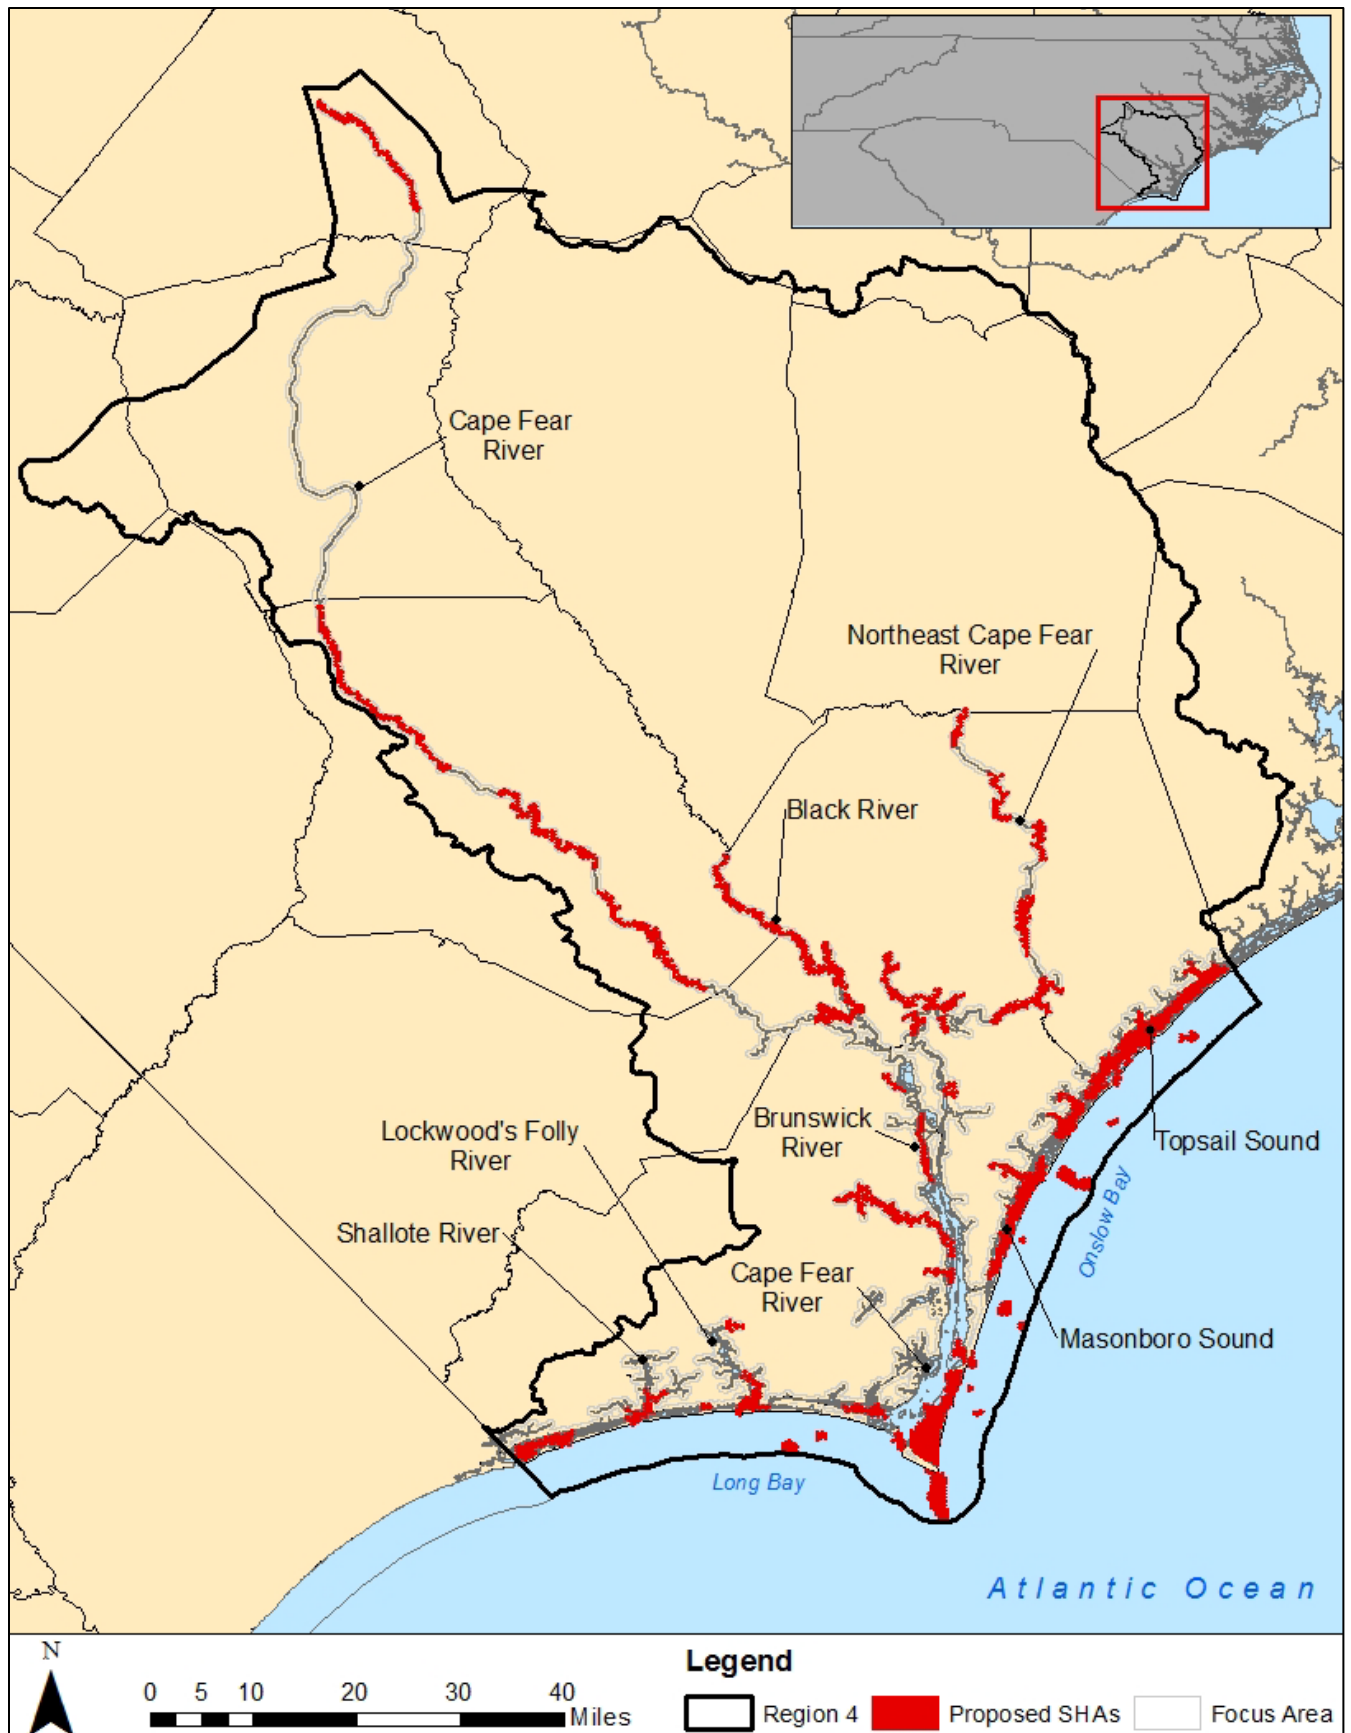 Cape Fear
River
Northeast Cape Fear
River
Black River
Brunswick
River
Lockwood's Folly
River
Topsail Sound
Onslow Bay
Shallote River
Cape Fear
River
Masonboro Sound
Long Bay
Atlantic Ocean
N
0 5 10 20 30 40
Miles
Legend
Region 4
Proposed SHAs
Focus Area